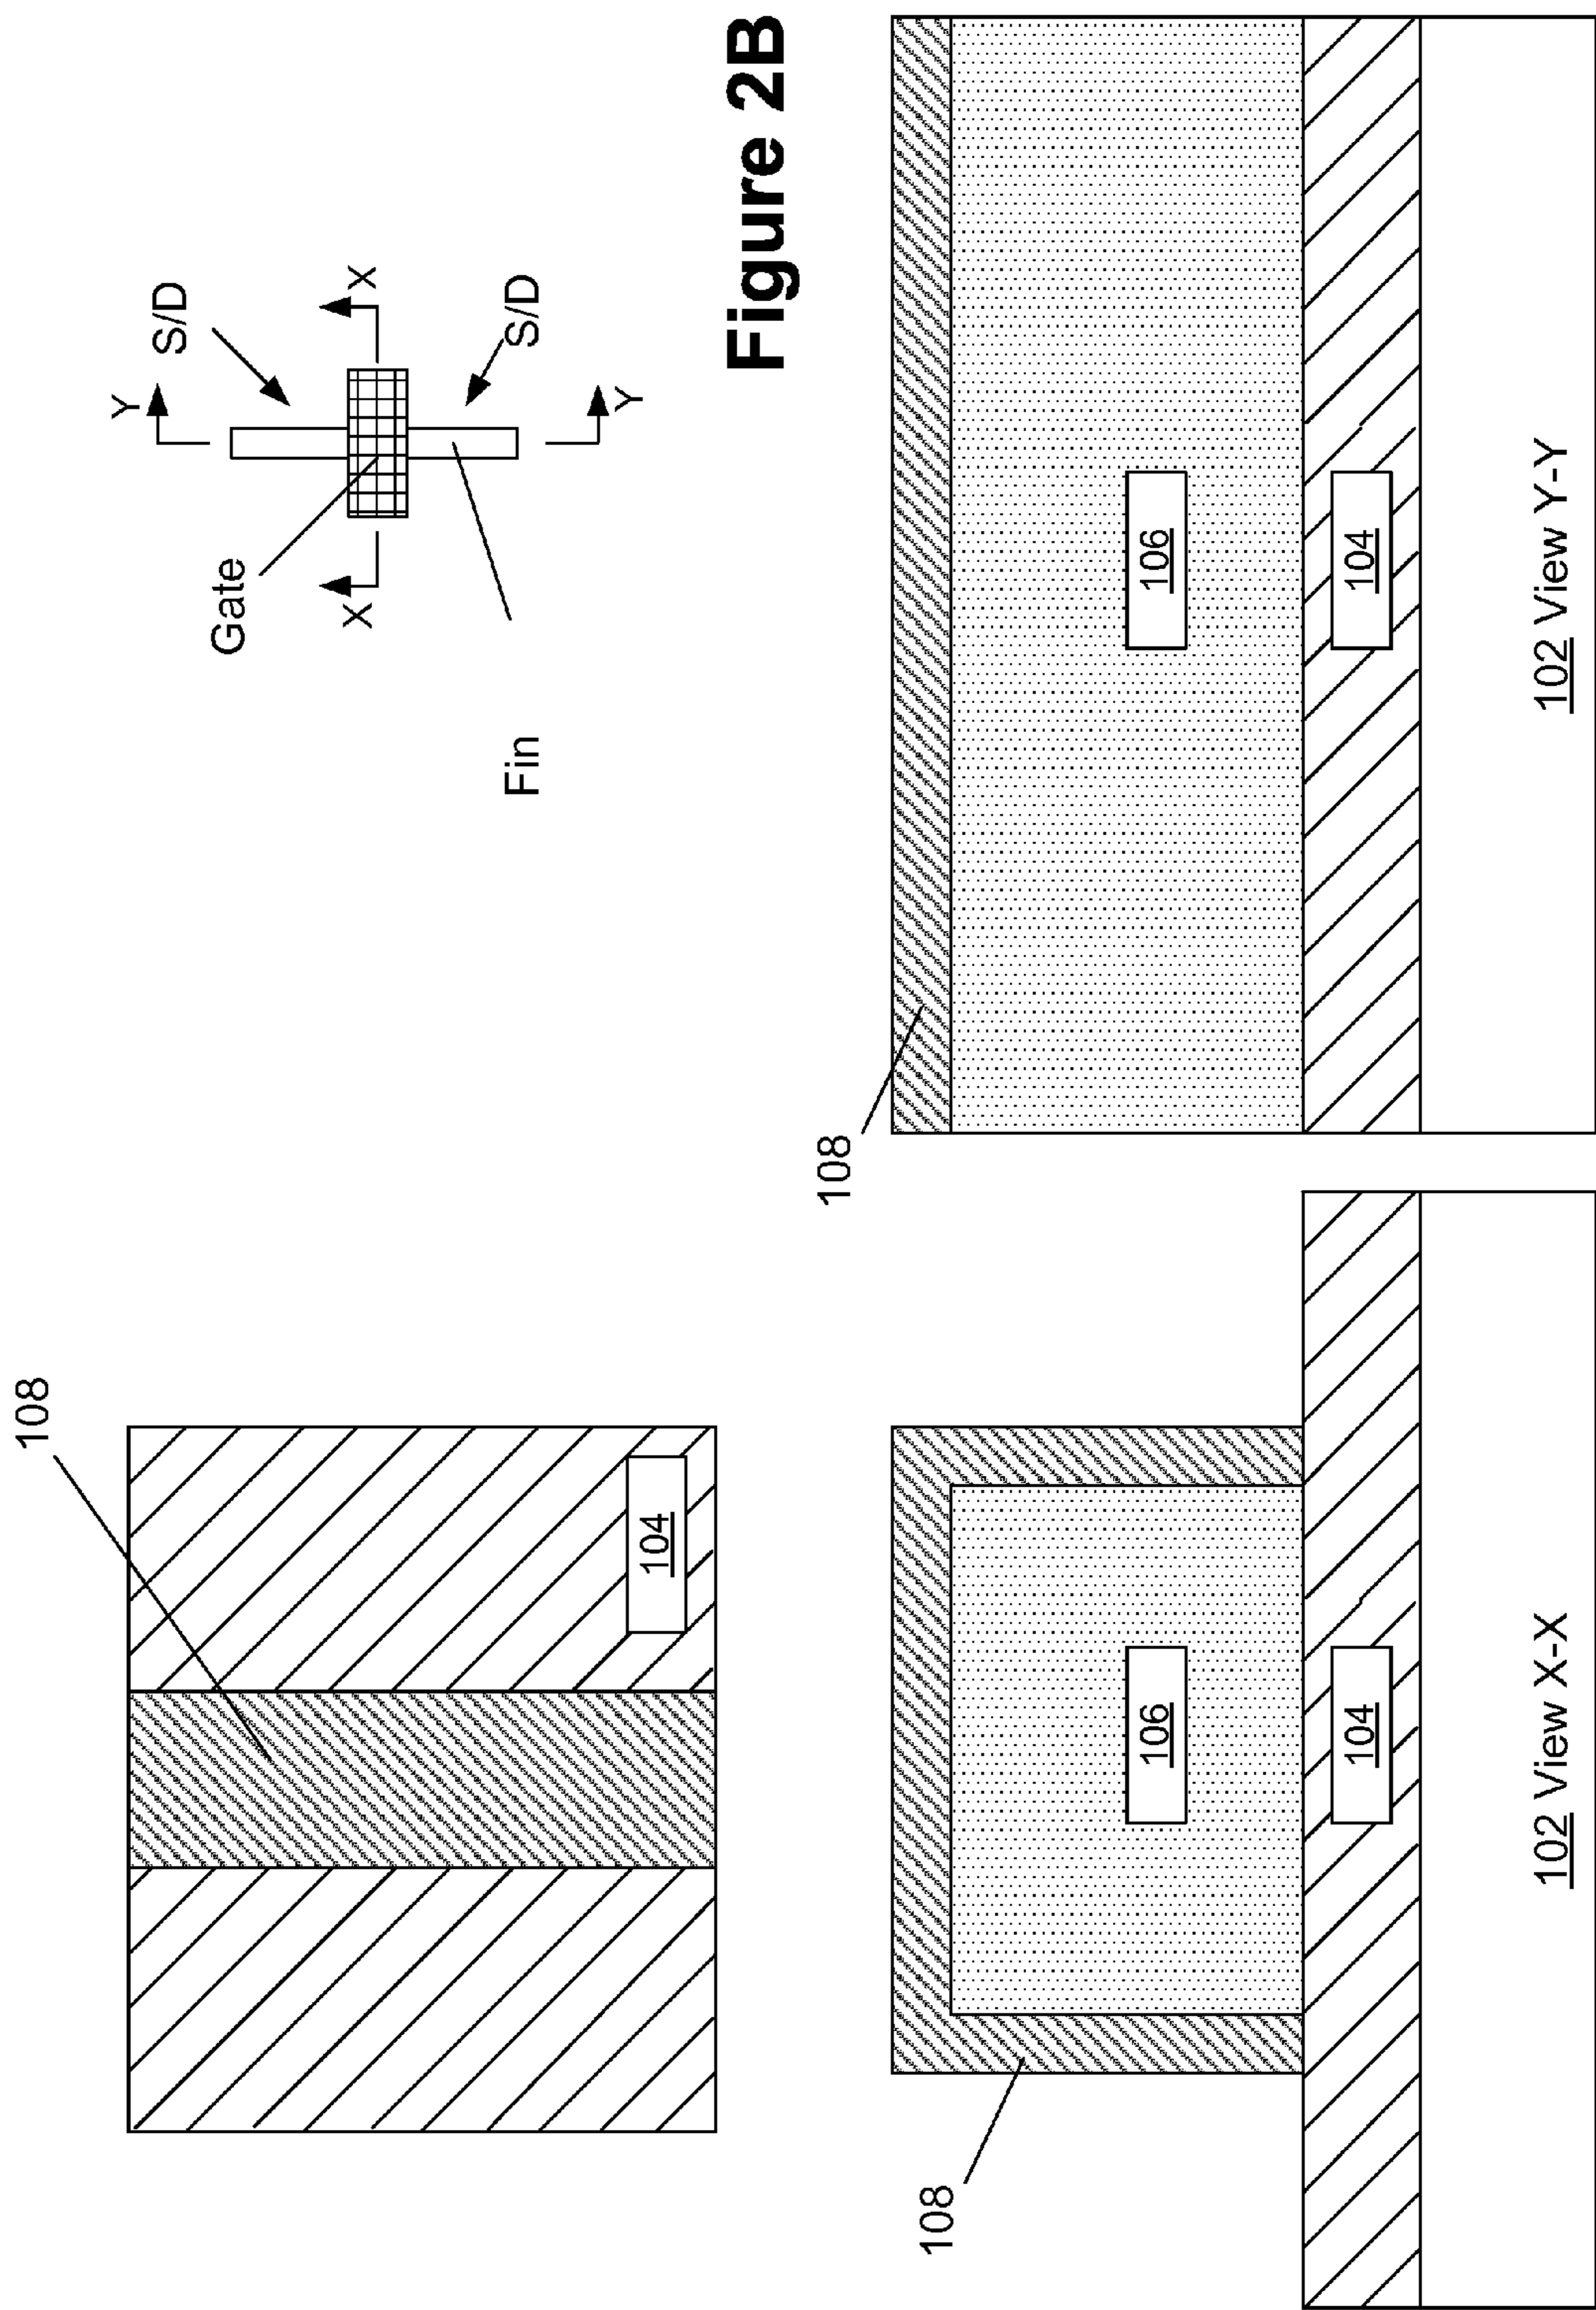 108
104
Y
S/D
Gate
X
X
S/D
Y
Fin
Figure 2B
108
106
104
102 View X-X
108
106
104
102 View Y-Y